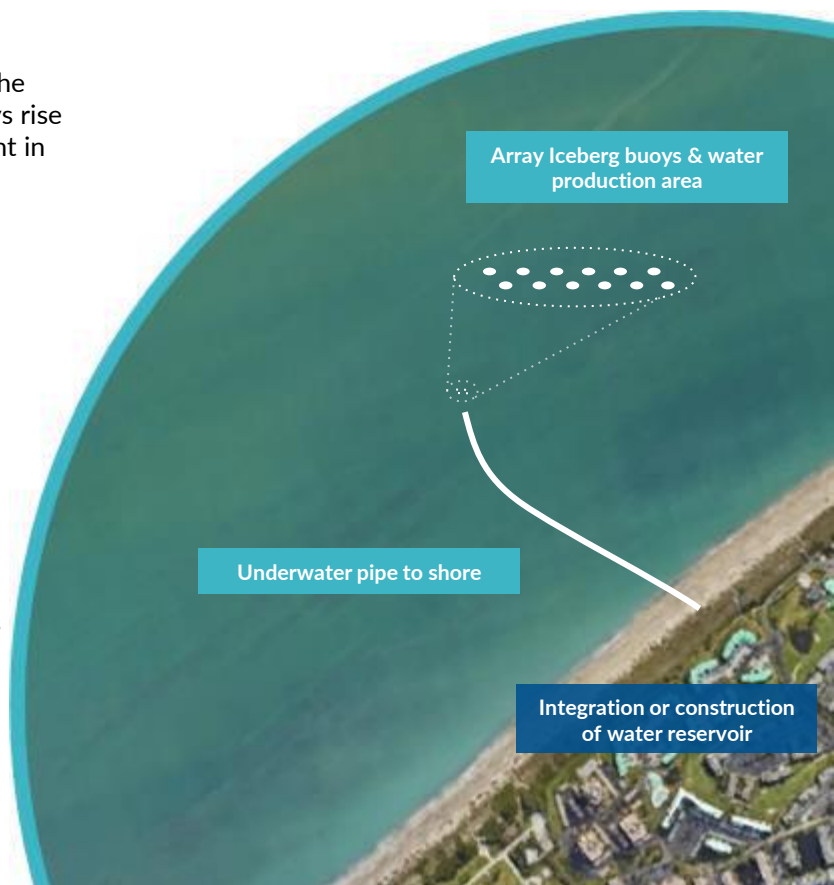 he
s rise
nt in
Array Iceberg buoys & water
production area
Underwater pipe to shore
Integration or construction
of water reservoir